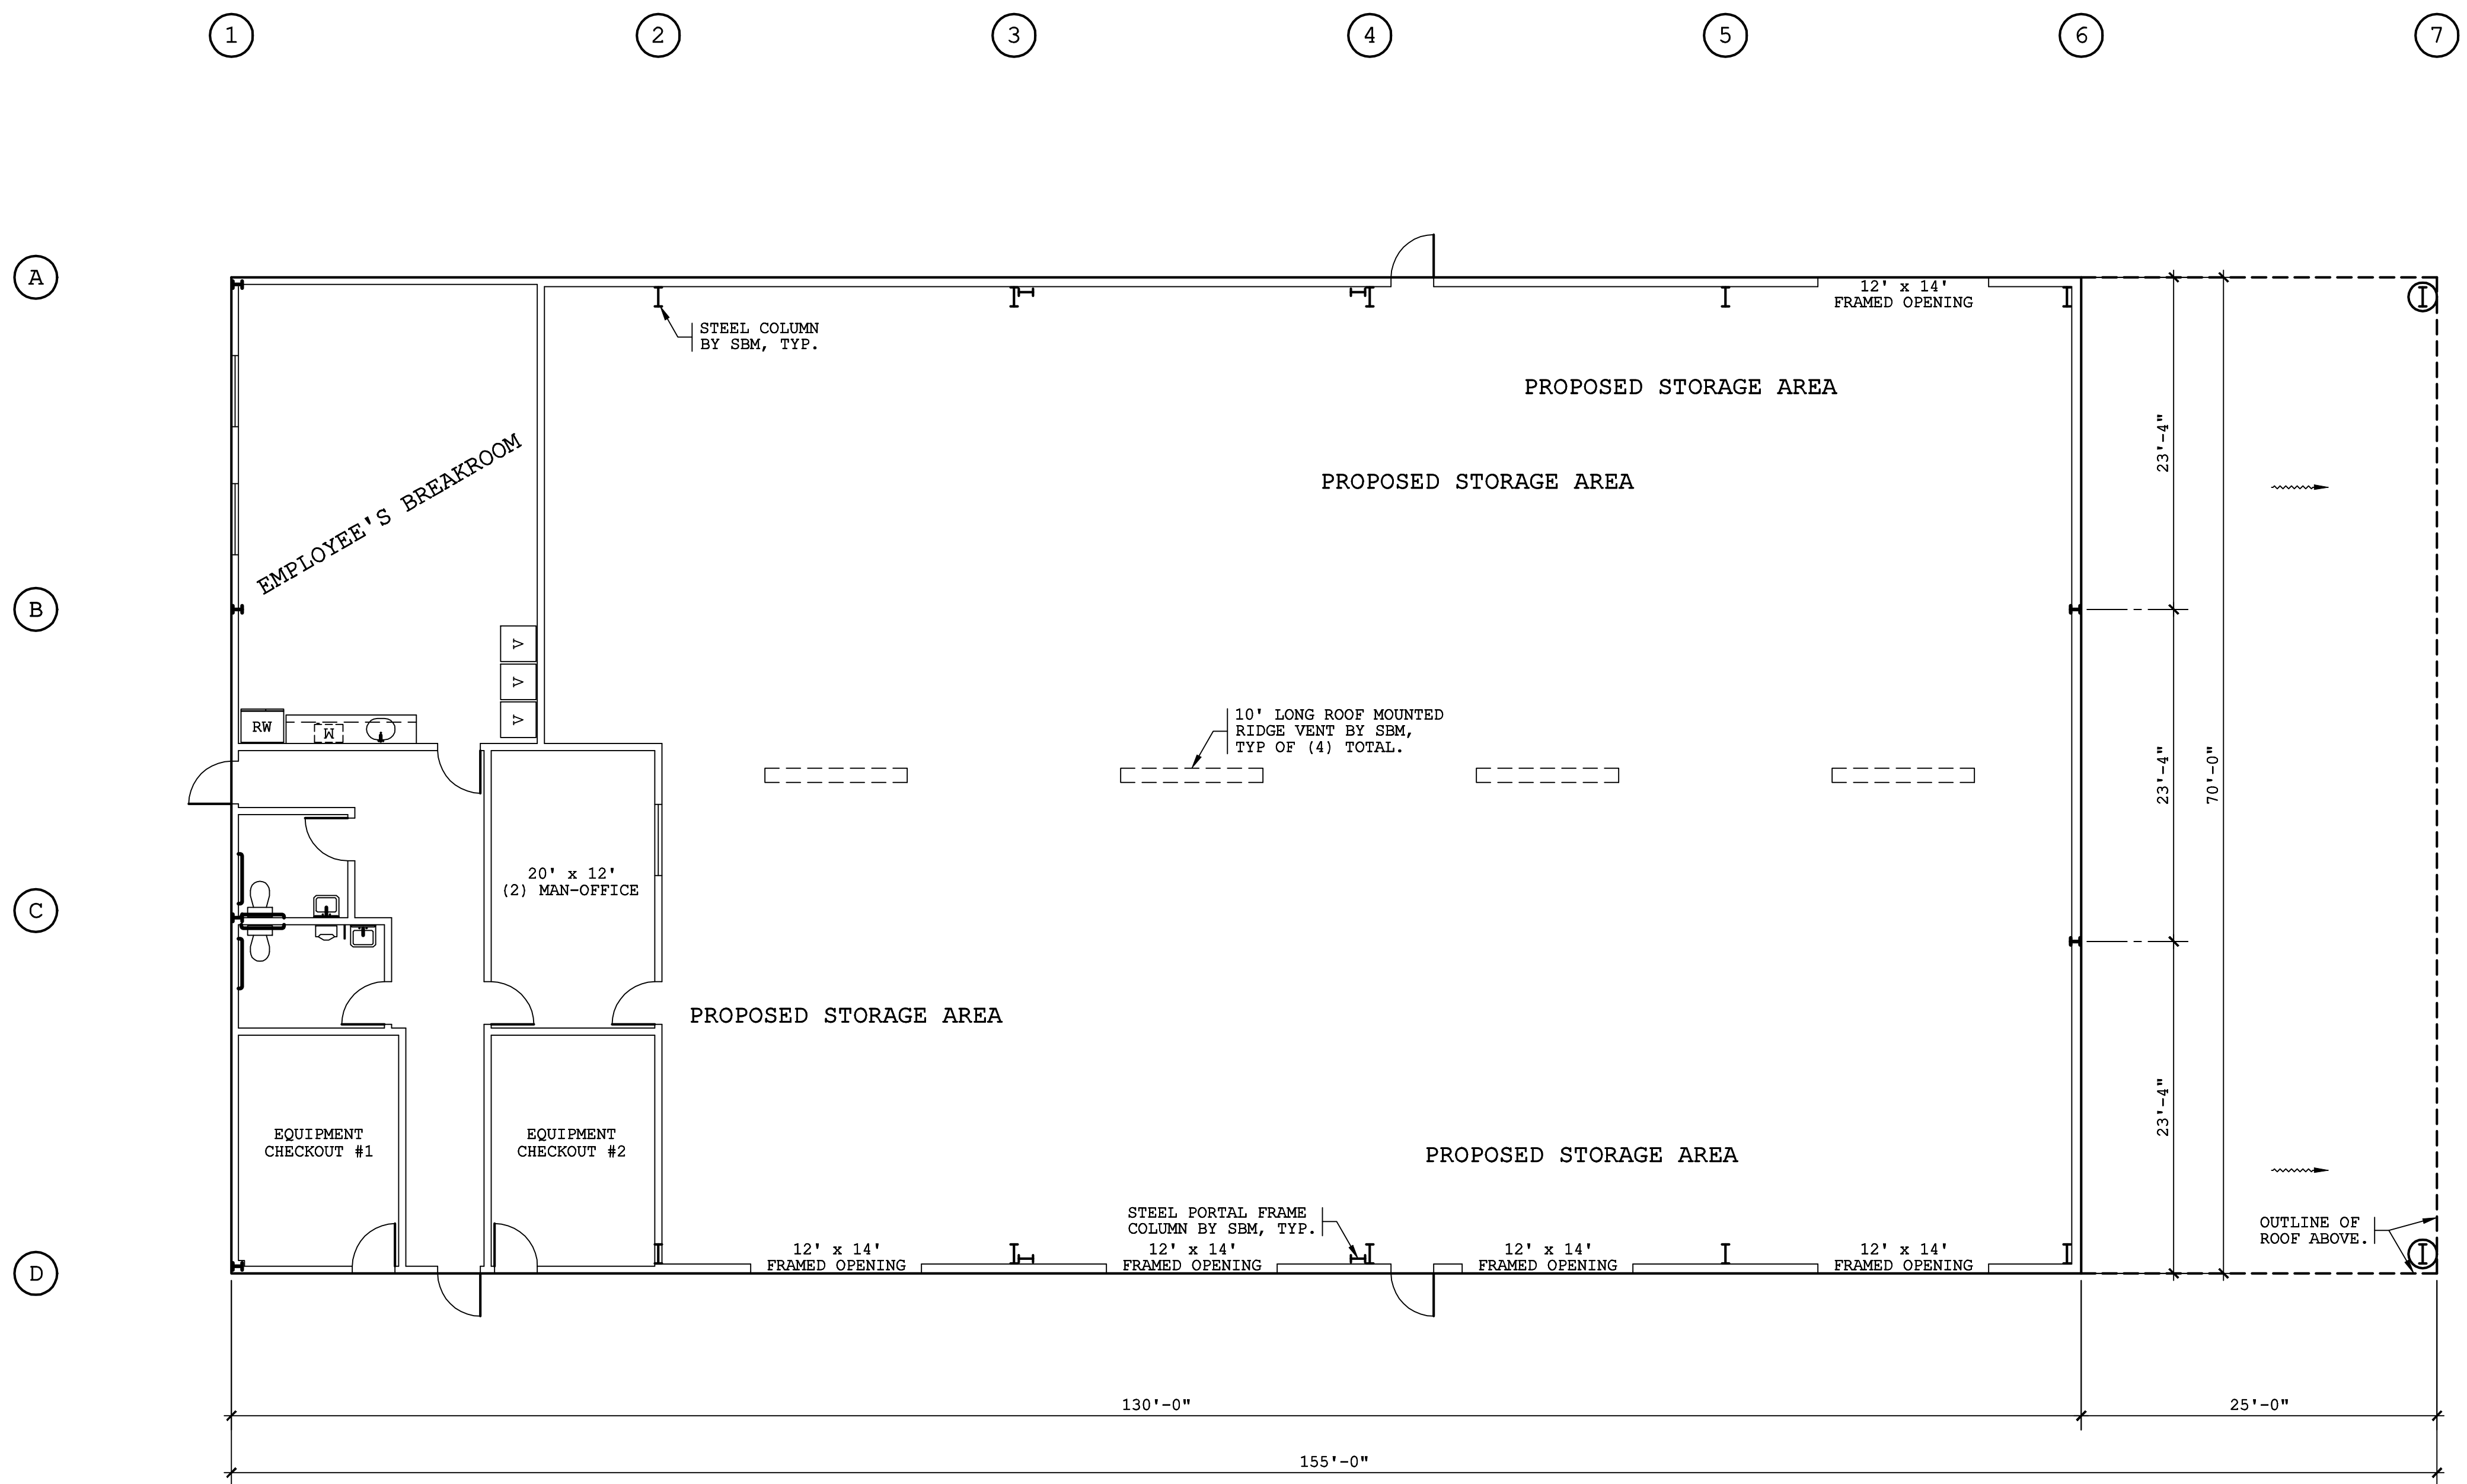 1
2
3
4
5
6
7
A
12' x 14'
FRAMED OPENING
STEEL COLUMN
BY SBM, TYP.
PROPOSED STORAGE AREA
23'-4"
PROPOSED STORAGE AREA
EMPLOYEE'S BREAKROOM
B
V
V
V
RW
W
10' LONG ROOF MOUNTED
RIDGE VENT BY SBM,
TYP OF (4) TOTAL.
23'-4"
70'-0"
20' x 12'
(2) MAN-OFFICE
C
PROPOSED STORAGE AREA
23'-4"
EQUIPMENT
CHECKOUT #1
EQUIPMENT
CHECKOUT #2
PROPOSED STORAGE AREA
STEEL PORTAL FRAME
COLUMN BY SBM, TYP.
OUTLINE OF
ROOF ABOVE.
D
12' x 14'
FRAMED OPENING
12' x 14'
FRAMED OPENING
12' x 14'
FRAMED OPENING
12' x 14'
FRAMED OPENING
130'-0"
25'-0"
155'-0"